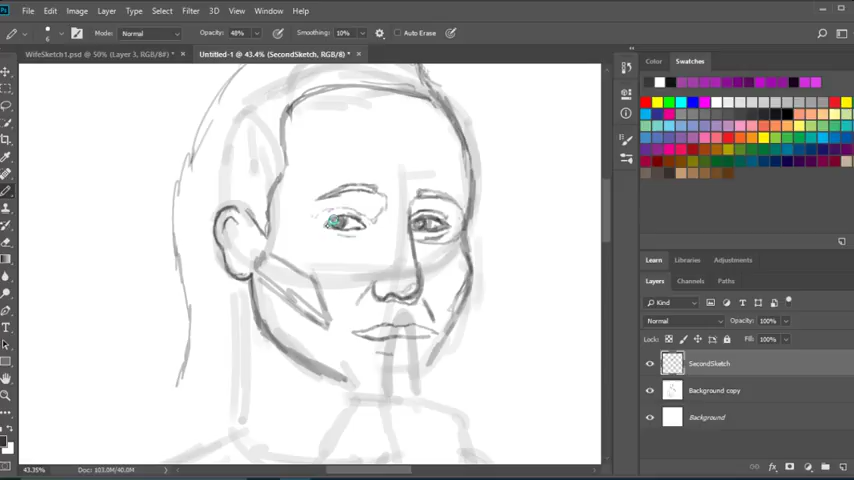 Ps File Edit Image Layer Type Select Filter 3D View Window Help
6 Mode: Normal Opacity: 48% Smoothing: 10% Auto Erase
WifeSketch1.psd @ 50% (Layer 3, RGB/8#) * × Untitled-1 @ 43.4% (SecondSketch, RGB/8) * ×
Color Swatches
Learn Libraries Adjustments
Layers Channels Paths
Kind
Normal Opacity: 100%
Lock: Fill: 100%
SecondSketch
Background copy
Background
43.35% Doc: 103.0M/40.0M